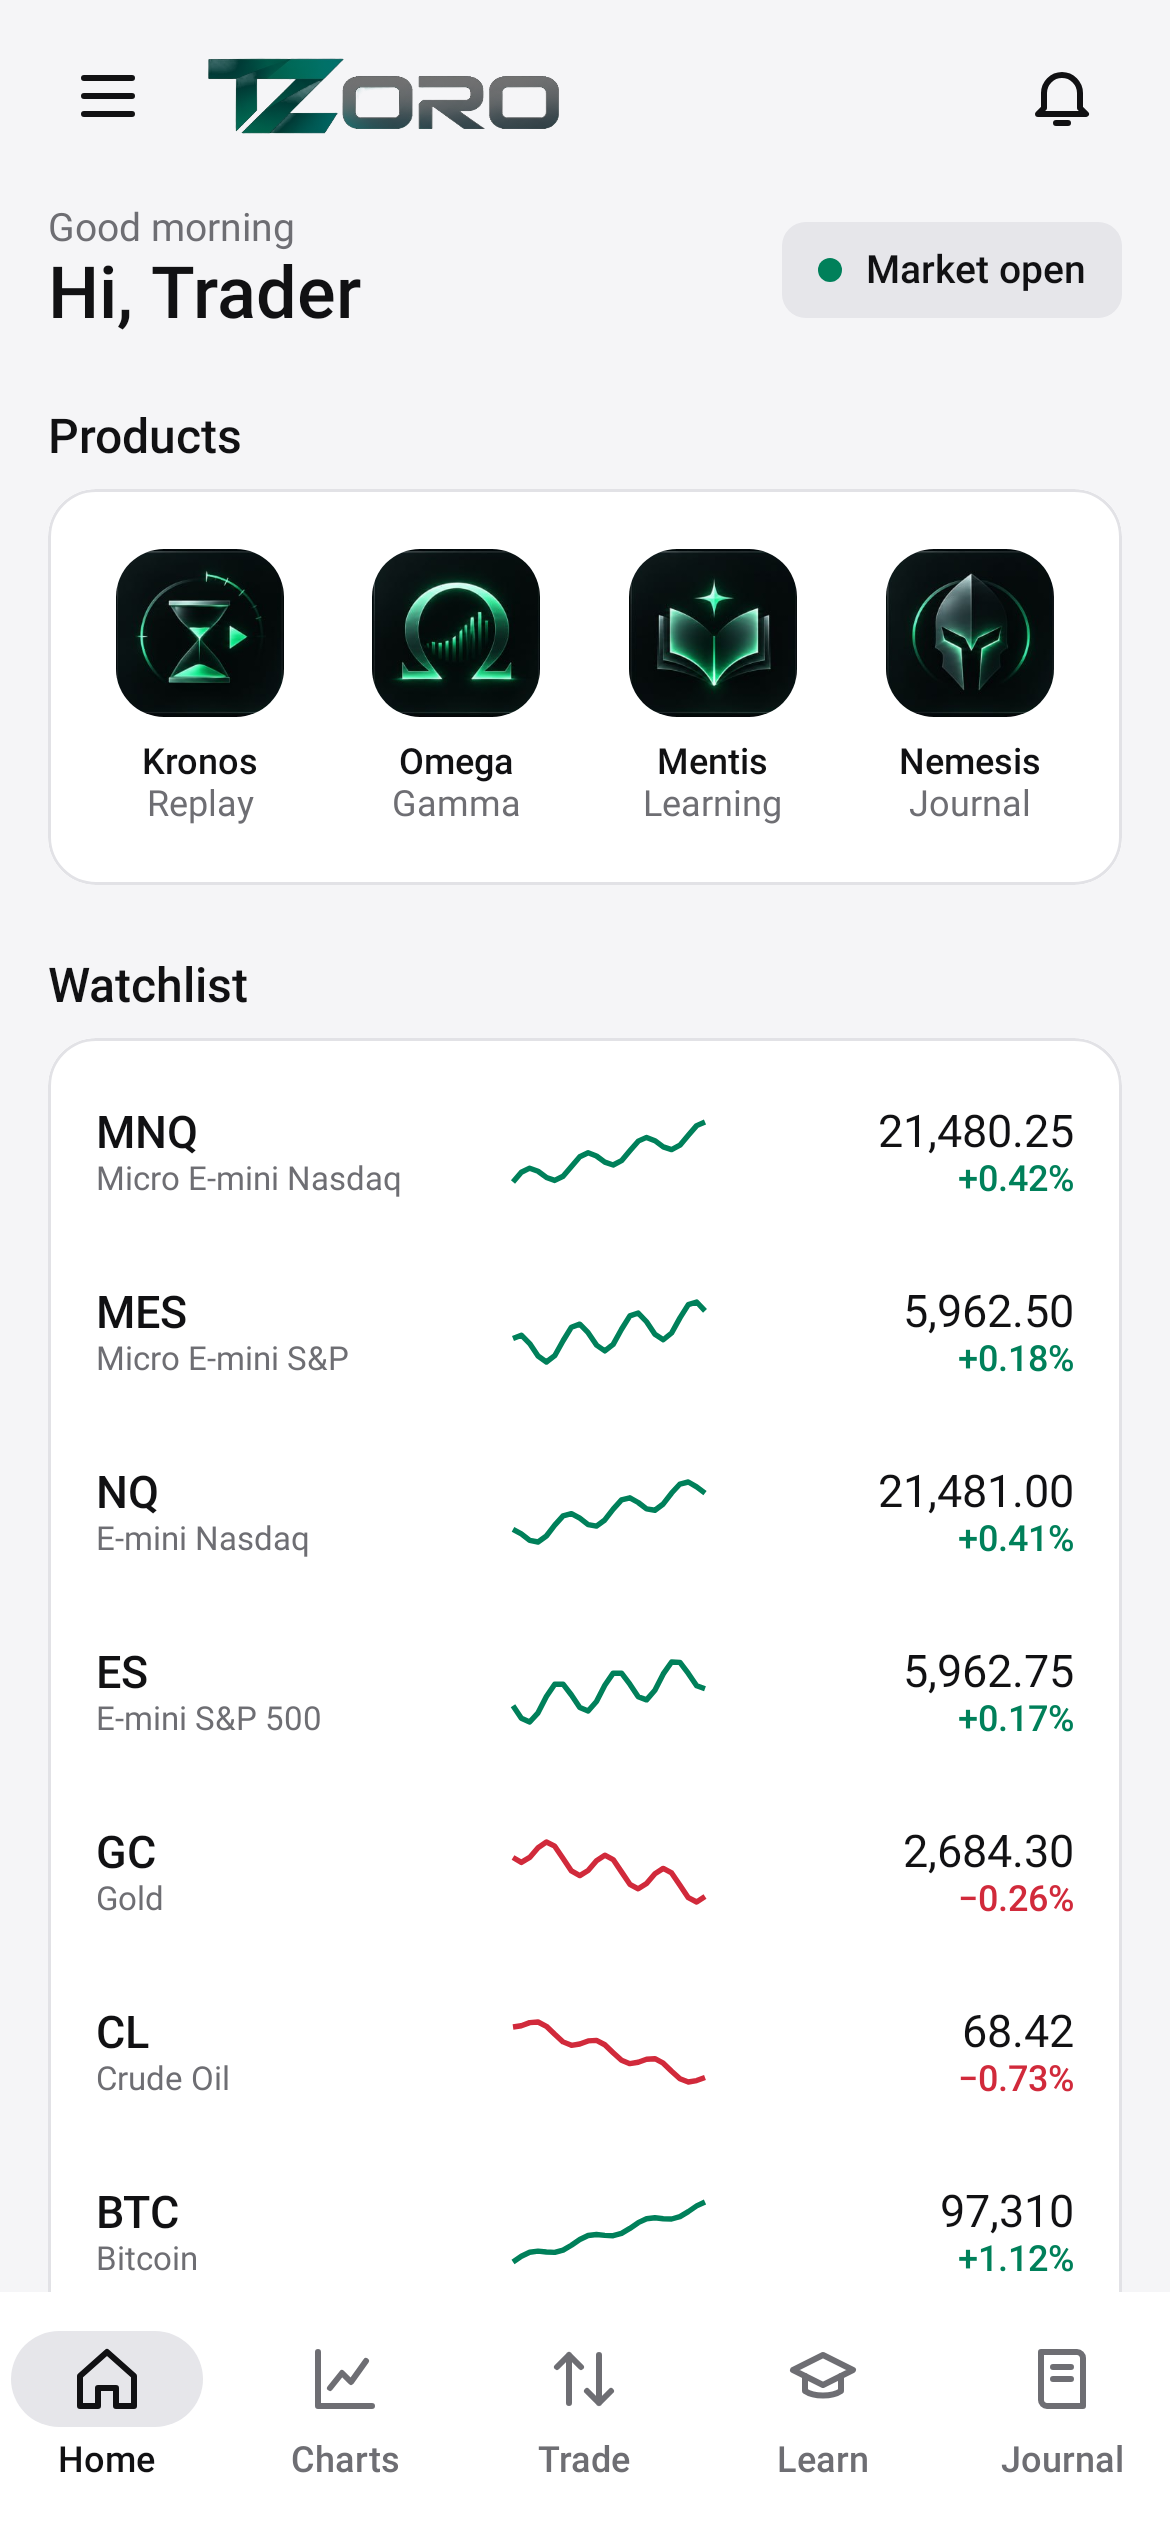 TZORO
Good morning
Hi, Trader
Market open
Products
Kronos
Replay
Omega
Gamma
Mentis
Learning
Nemesis
Journal
Watchlist
MNQ
Micro E-mini Nasdaq
21,480.25
+0.42%
MES
Micro E-mini S&P
5,962.50
+0.18%
NQ
E-mini Nasdaq
21,481.00
+0.41%
ES
E-mini S&P 500
5,962.75
+0.17%
GC
Gold
2,684.30
−0.26%
CL
Crude Oil
68.42
−0.73%
BTC
Bitcoin
97,310
+1.12%
Home
Charts
Trade
Learn
Journal